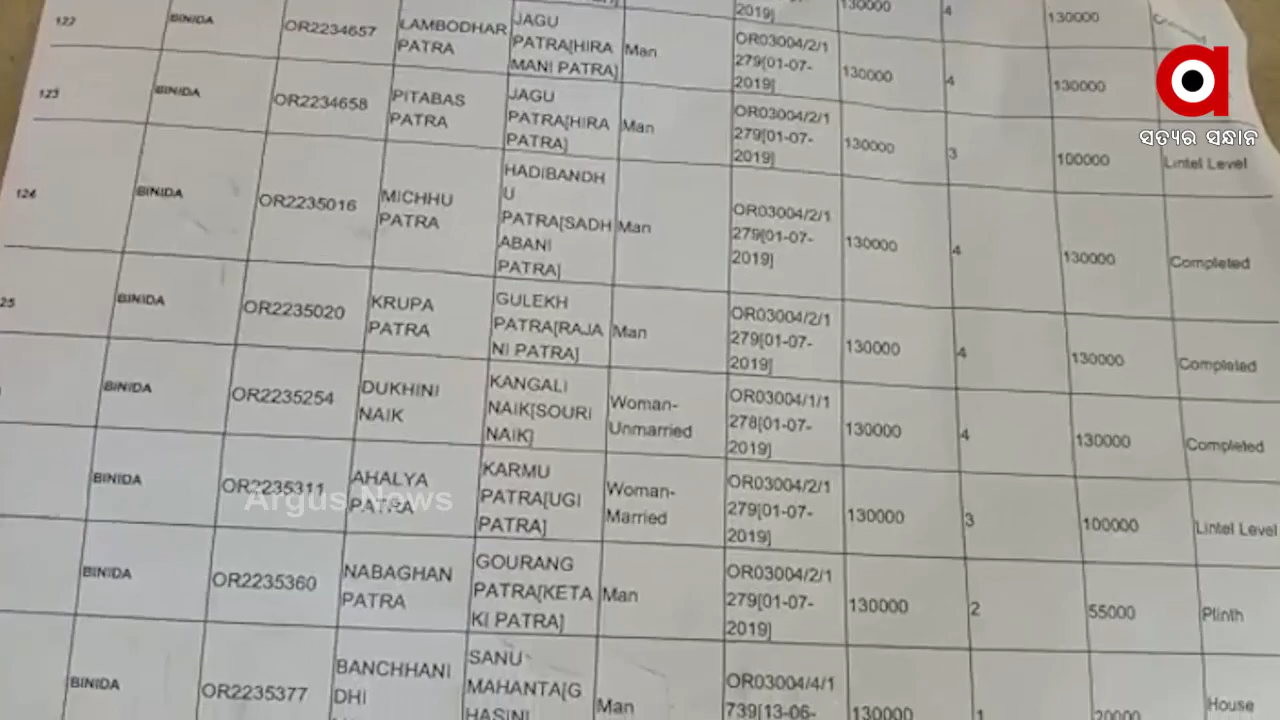 2019]
130000
4
130000
122
BINIDA
OR2234657
LAMBODHAR
PATRA
JAGU
PATRA[HIRA
MANI PATRA]
Man
OR03004/2/1
279[01-07-
2019]
130000
4
130000
123
BINIDA
OR2234658
PITABAS
PATRA
JAGU
PATRA[HIRA
PATRA]
Man
OR03004/2/1
279[01-07-
2019]
130000
3
100000
Lintel Level
124
BINIDA
OR2235016
MICHHU
PATRA
HADIBANDH
U
PATRA[SADH
ABANI
PATRA]
Man
OR03004/2/1
279[01-07-
2019]
130000
4
130000
Completed
25
BINIDA
OR2235020
KRUPA
PATRA
GULEKH
PATRA[RAJA
NI PATRA]
Man
OR03004/2/1
279[01-07-
2019]
130000
4
130000
Completed
BINIDA
OR2235254
DUKHINI
NAIK
KANGALI
NAIK[SOURI
NAIK]
Woman-
Unmarried
OR03004/1/1
278[01-07-
2019]
130000
4
130000
Completed
BINIDA
OR2235311
AHALYA
PATRA
KARMU
PATRA[UGI
PATRA]
Woman-
Married
OR03004/2/1
279[01-07-
2019]
130000
3
100000
Lintel Level
BINIDA
OR2235360
NABAGHAN
PATRA
GOURANG
PATRA[KETA
KI PATRA]
Man
OR03004/2/1
279[01-07-
2019]
130000
2
55000
Plinth
BINIDA
OR2235377
BANCHHANI
DHI
SANU
MAHANTA[G
HASINI
Man
OR03004/4/1
739[13-06-
130000
1
20000
House
a
ସତ୍ୟର ସନ୍ଧାନ
Argus News